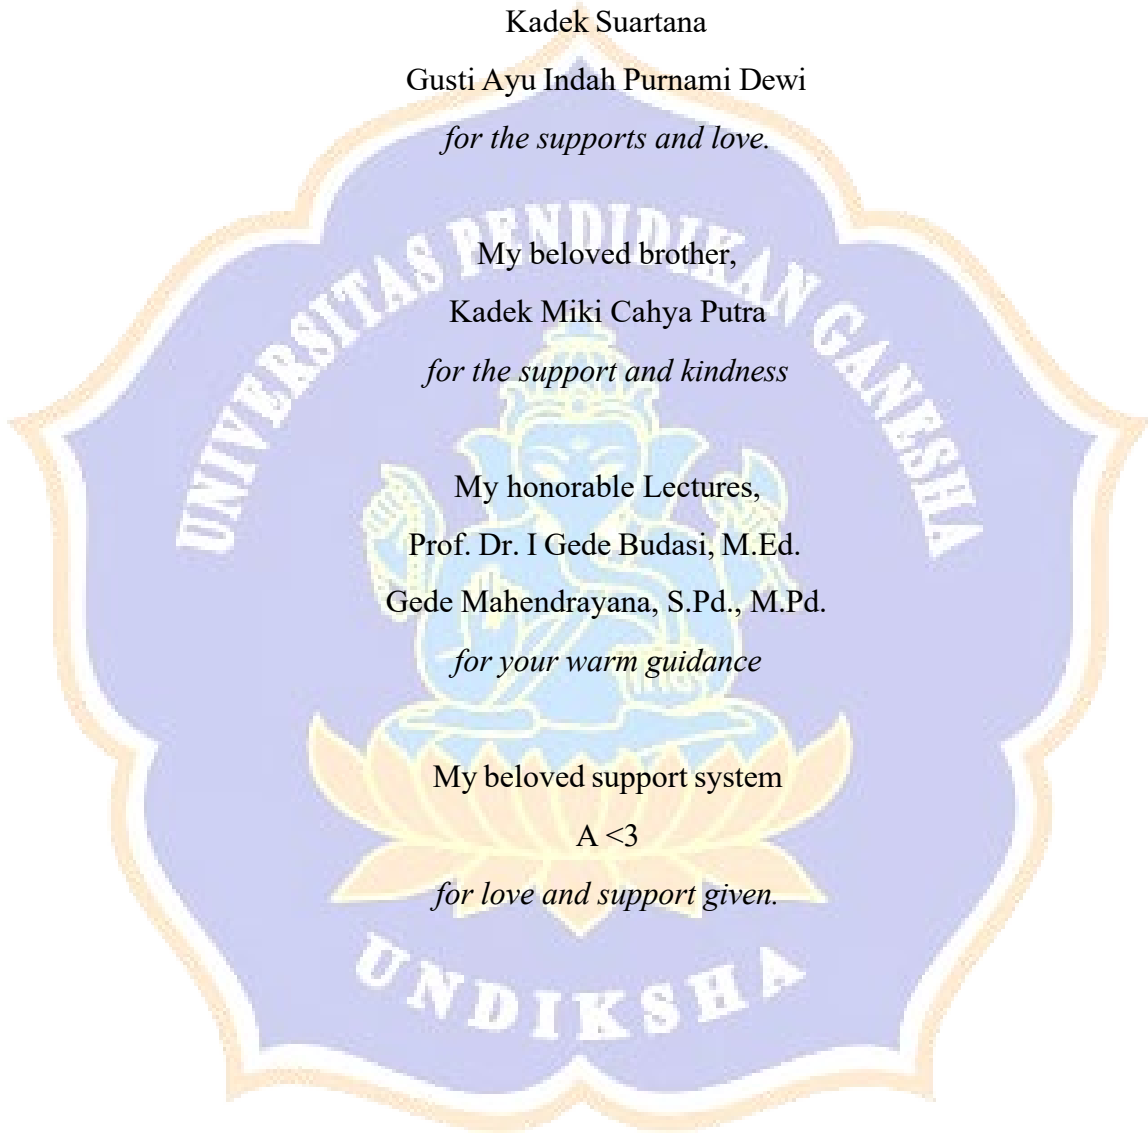 Kadek Suartana
Gusti Ayu Indah Purnami Dewi
for the supports and love.
UNIVERSITAS PENDIDIKAN GANESHA
My beloved brother,
Kadek Miki Cahya Putra
for the support and kindness
My honorable Lectures,
Prof. Dr. I Gede Budasi, M.Ed.
Gede Mahendrayana, S.Pd., M.Pd.
for your warm guidance
My beloved support system
A <3
for love and support given.
UNDIKSHA